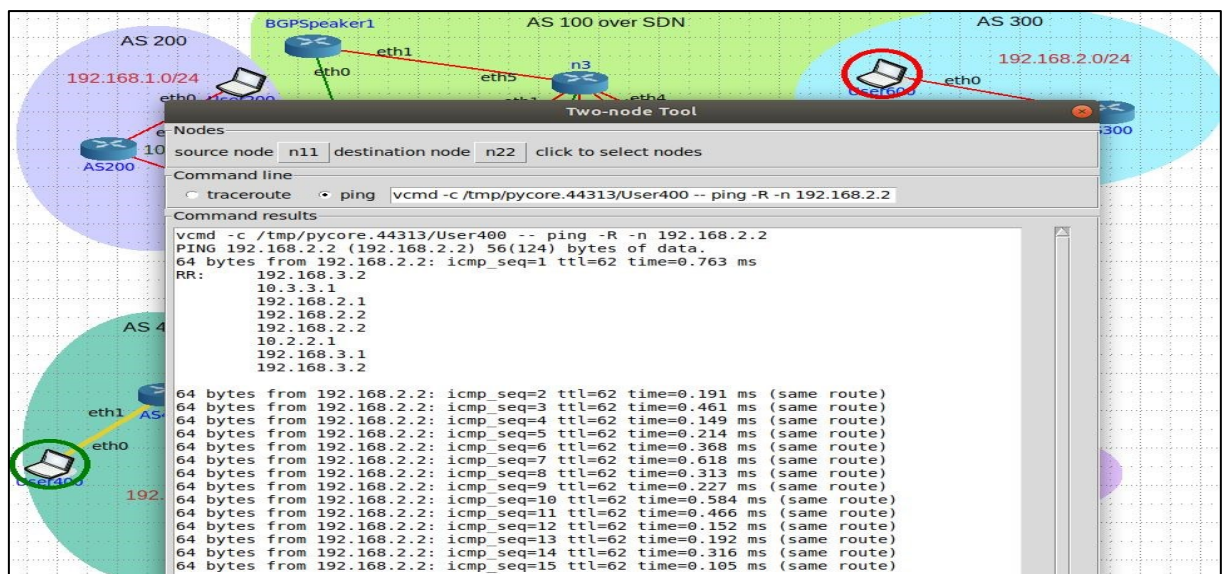 BGPSpeaker1
AS 100 over SDN
AS 300
AS 200
eth1
n3
192.168.2.0/24
192.168.1.0/24
eth0
eth5
eth0
eth0
User200
eth4
User600
Two-node Tool
300
Nodes
10
source node n11 destination node n22 click to select nodes
AS200
Command line
traceroute ping vcmd -c /tmp/pycore.44313/User400 -- ping -R -n 192.168.2.2
Command results
vcmd -c /tmp/pycore.44313/User400 -- ping -R -n 192.168.2.2
PING 192.168.2.2 (192.168.2.2) 56(124) bytes of data.
64 bytes from 192.168.2.2: icmp_seq=1 ttl=62 time=0.763 ms
RR: 192.168.3.2
10.3.3.1
192.168.2.1
192.168.2.2
192.168.2.2
10.2.2.1
192.168.3.1
192.168.3.2
AS 4
64 bytes from 192.168.2.2: icmp_seq=2 ttl=62 time=0.191 ms (same route)
64 bytes from 192.168.2.2: icmp_seq=3 ttl=62 time=0.461 ms (same route)
64 bytes from 192.168.2.2: icmp_seq=4 ttl=62 time=0.149 ms (same route)
64 bytes from 192.168.2.2: icmp_seq=5 ttl=62 time=0.214 ms (same route)
64 bytes from 192.168.2.2: icmp_seq=6 ttl=62 time=0.368 ms (same route)
64 bytes from 192.168.2.2: icmp_seq=7 ttl=62 time=0.618 ms (same route)
64 bytes from 192.168.2.2: icmp_seq=8 ttl=62 time=0.313 ms (same route)
64 bytes from 192.168.2.2: icmp_seq=9 ttl=62 time=0.227 ms (same route)
64 bytes from 192.168.2.2: icmp_seq=10 ttl=62 time=0.584 ms (same route)
64 bytes from 192.168.2.2: icmp_seq=11 ttl=62 time=0.466 ms (same route)
64 bytes from 192.168.2.2: icmp_seq=12 ttl=62 time=0.152 ms (same route)
64 bytes from 192.168.2.2: icmp_seq=13 ttl=62 time=0.192 ms (same route)
64 bytes from 192.168.2.2: icmp_seq=14 ttl=62 time=0.316 ms (same route)
64 bytes from 192.168.2.2: icmp_seq=15 ttl=62 time=0.105 ms (same route)
eth1
eth0
User400
192.